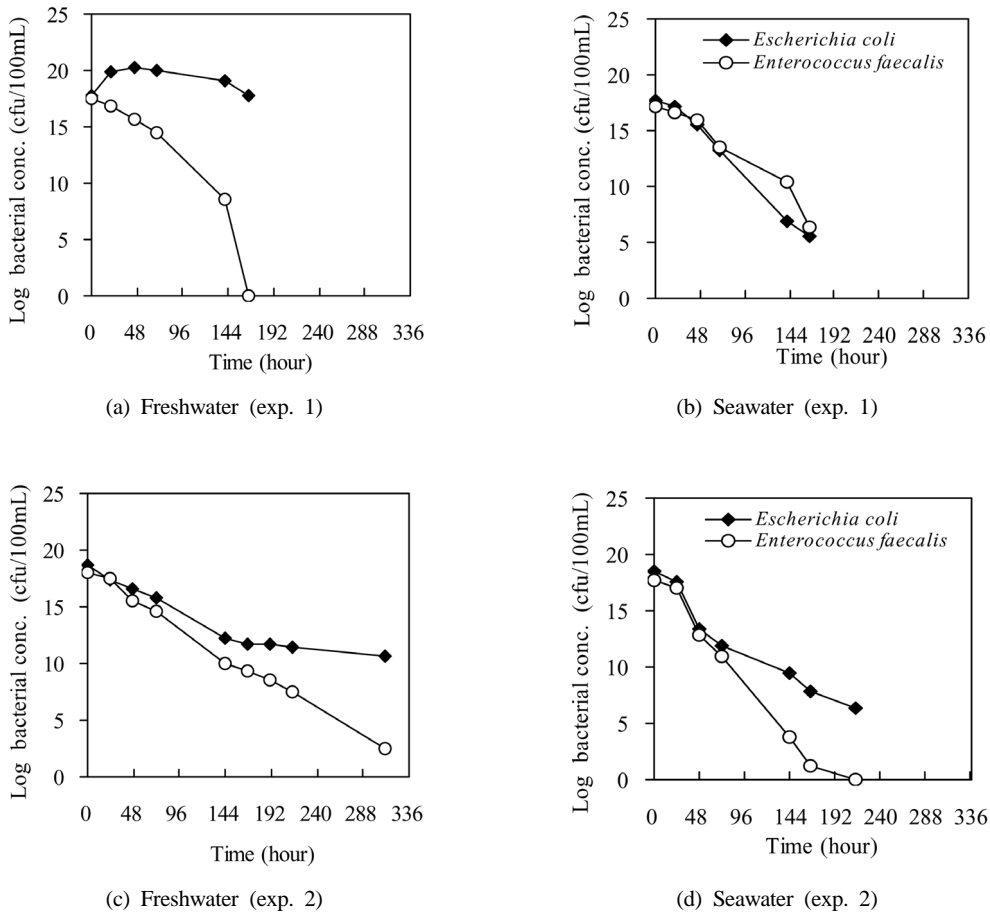 Log bacterial conc. (cfu/100mL)
25
20
15
10
5
0
0 48 96 144 192 240 288 336
Time (hour)
(a) Freshwater (exp. 1)
Log bacterial conc. (cfu/100mL)
25
20
15
10
5
0
Escherichia coli
Enterococcus faecalis
0 48 96 144 192 240 288 336
Time (hour)
(b) Seawater (exp. 1)
Log bacterial conc. (cfu/100mL)
25
20
15
10
5
0
0 48 96 144 192 240 288 336
Time (hour)
(c) Freshwater (exp. 2)
Log bacterial conc. (cfu/100mL)
25
20
15
10
5
0
Escherichia coli
Enterococcus faecalis
0 48 96 144 192 240 288 336
Time (hour)
(d) Seawater (exp. 2)